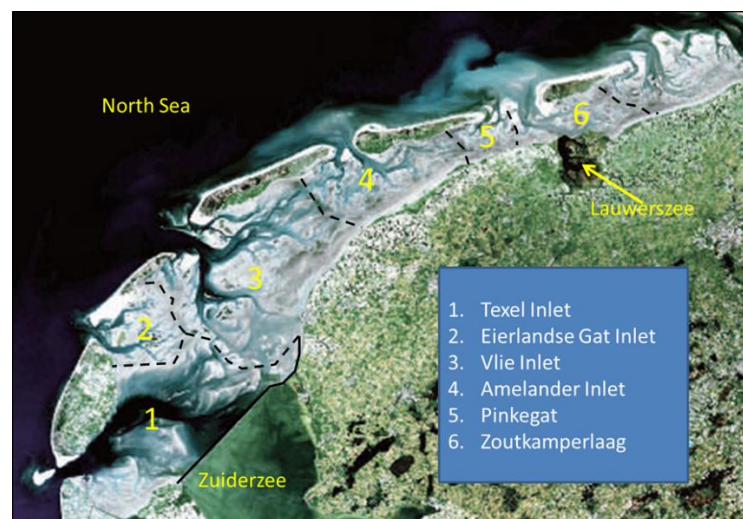 North Sea
6
5
4
Lauwerszee
3
2
1
Zuiderzee
1. Texel Inlet
2. Eierlandse Gat Inlet
3. Vlie Inlet
4. Amelander Inlet
5. Pinkegat
6. Zoutkamperlaag